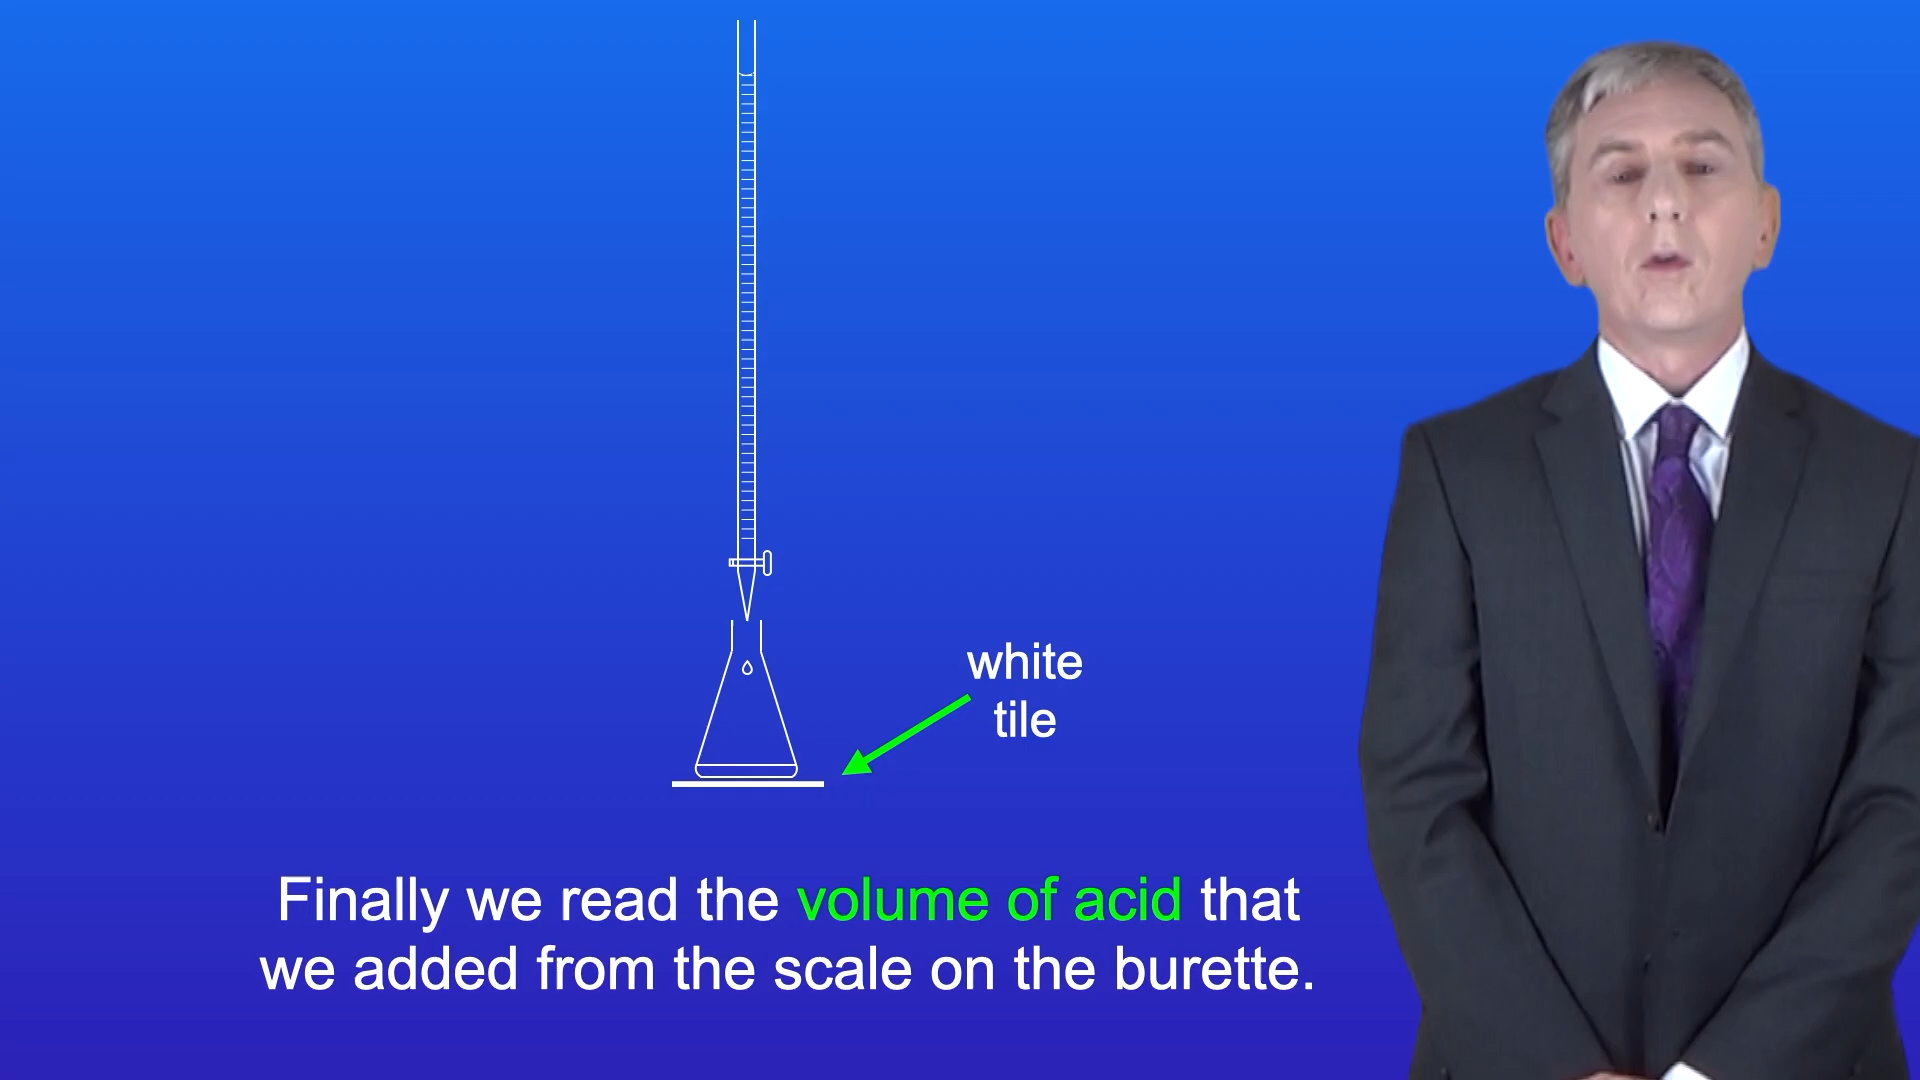 white
tile
Finally we read the volume of acid that
we added from the scale on the burette.